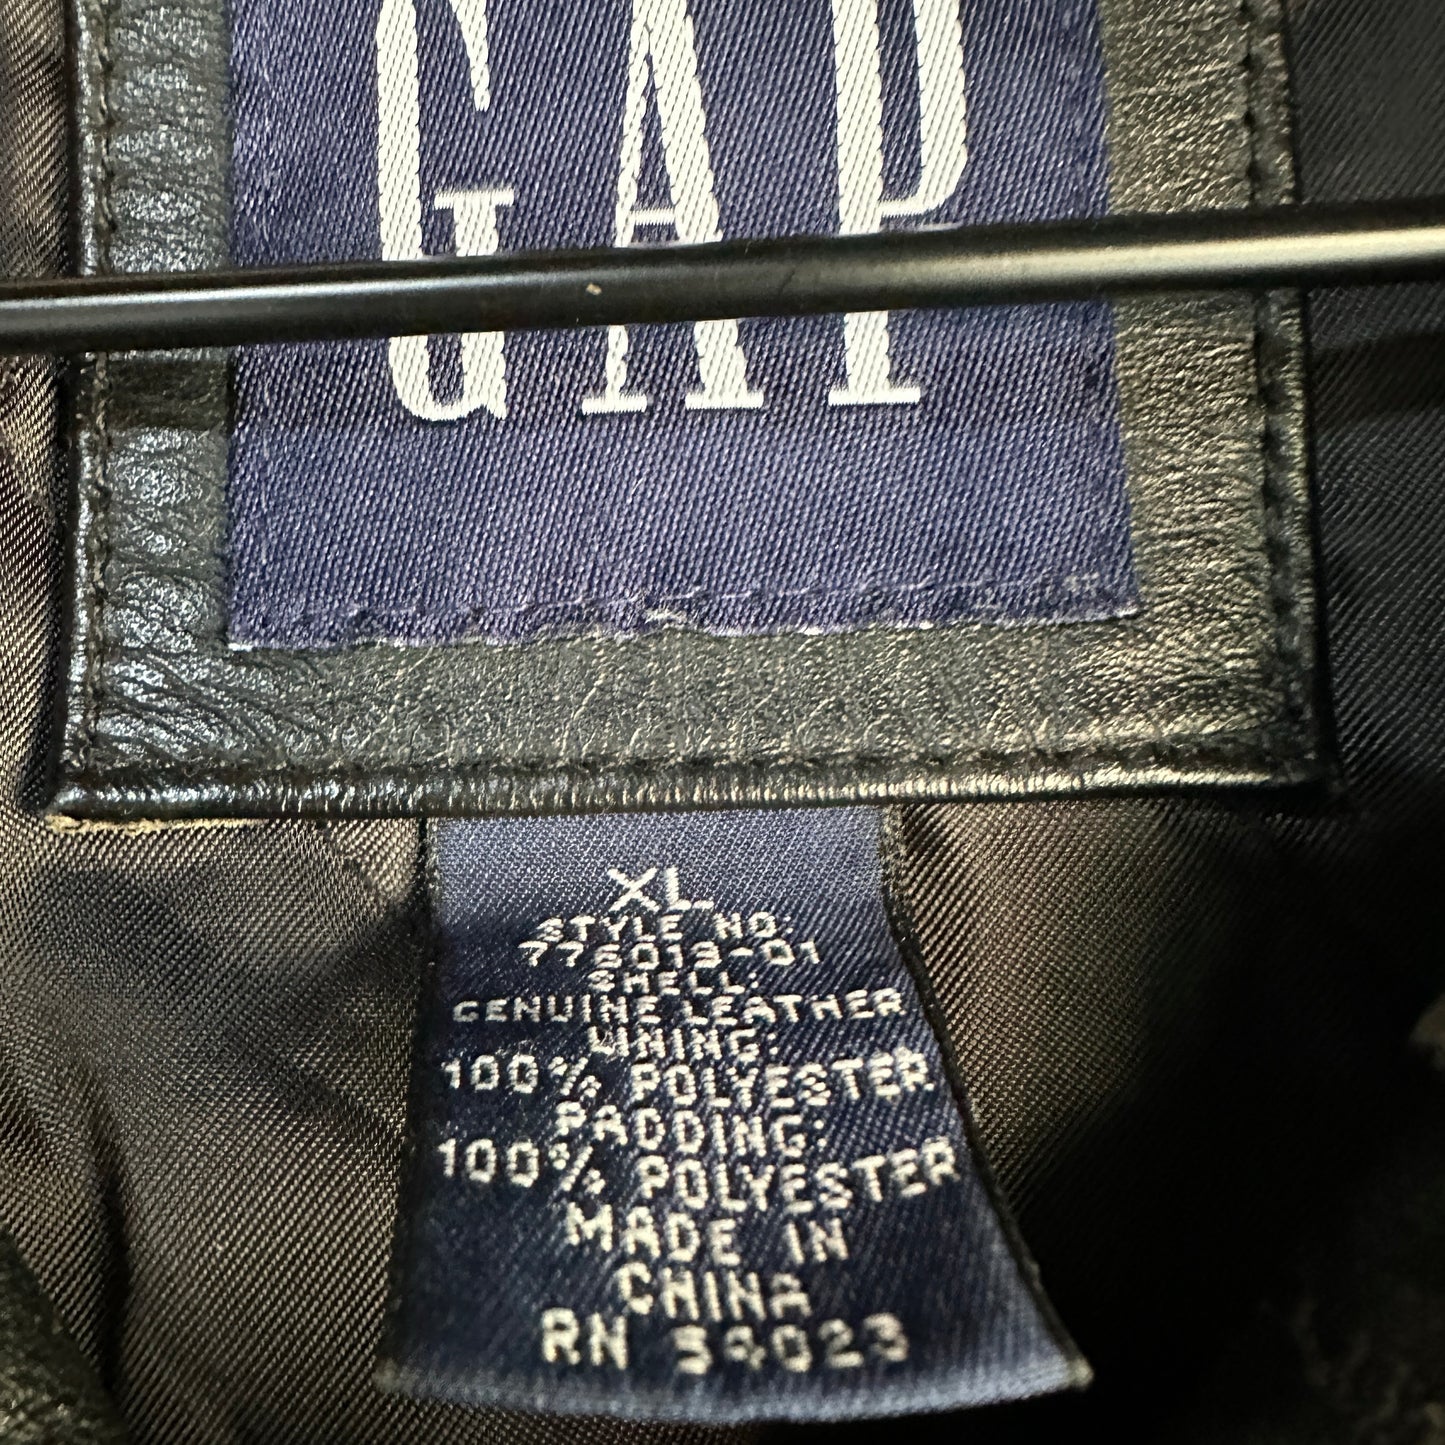 GAP
XL
STYLE NO:
776013-01
SHELL:
GENUINE LEATHER
LINING:
100% POLYESTER
PADDING:
100% POLYESTER
MADE IN
CHINA
RN 54023